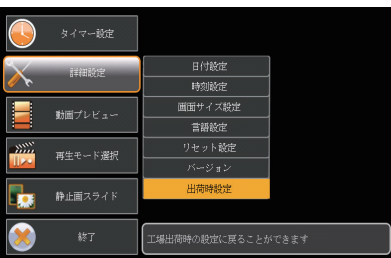 タイマー設定
詳細設定
動画プレビュー
再生モード選択
静止画スライド
終了
日付設定
時刻設定
画面サイズ設定
言語設定
リセット設定
バージョン
出荷時設定
工場出荷時の設定に戻ることができます